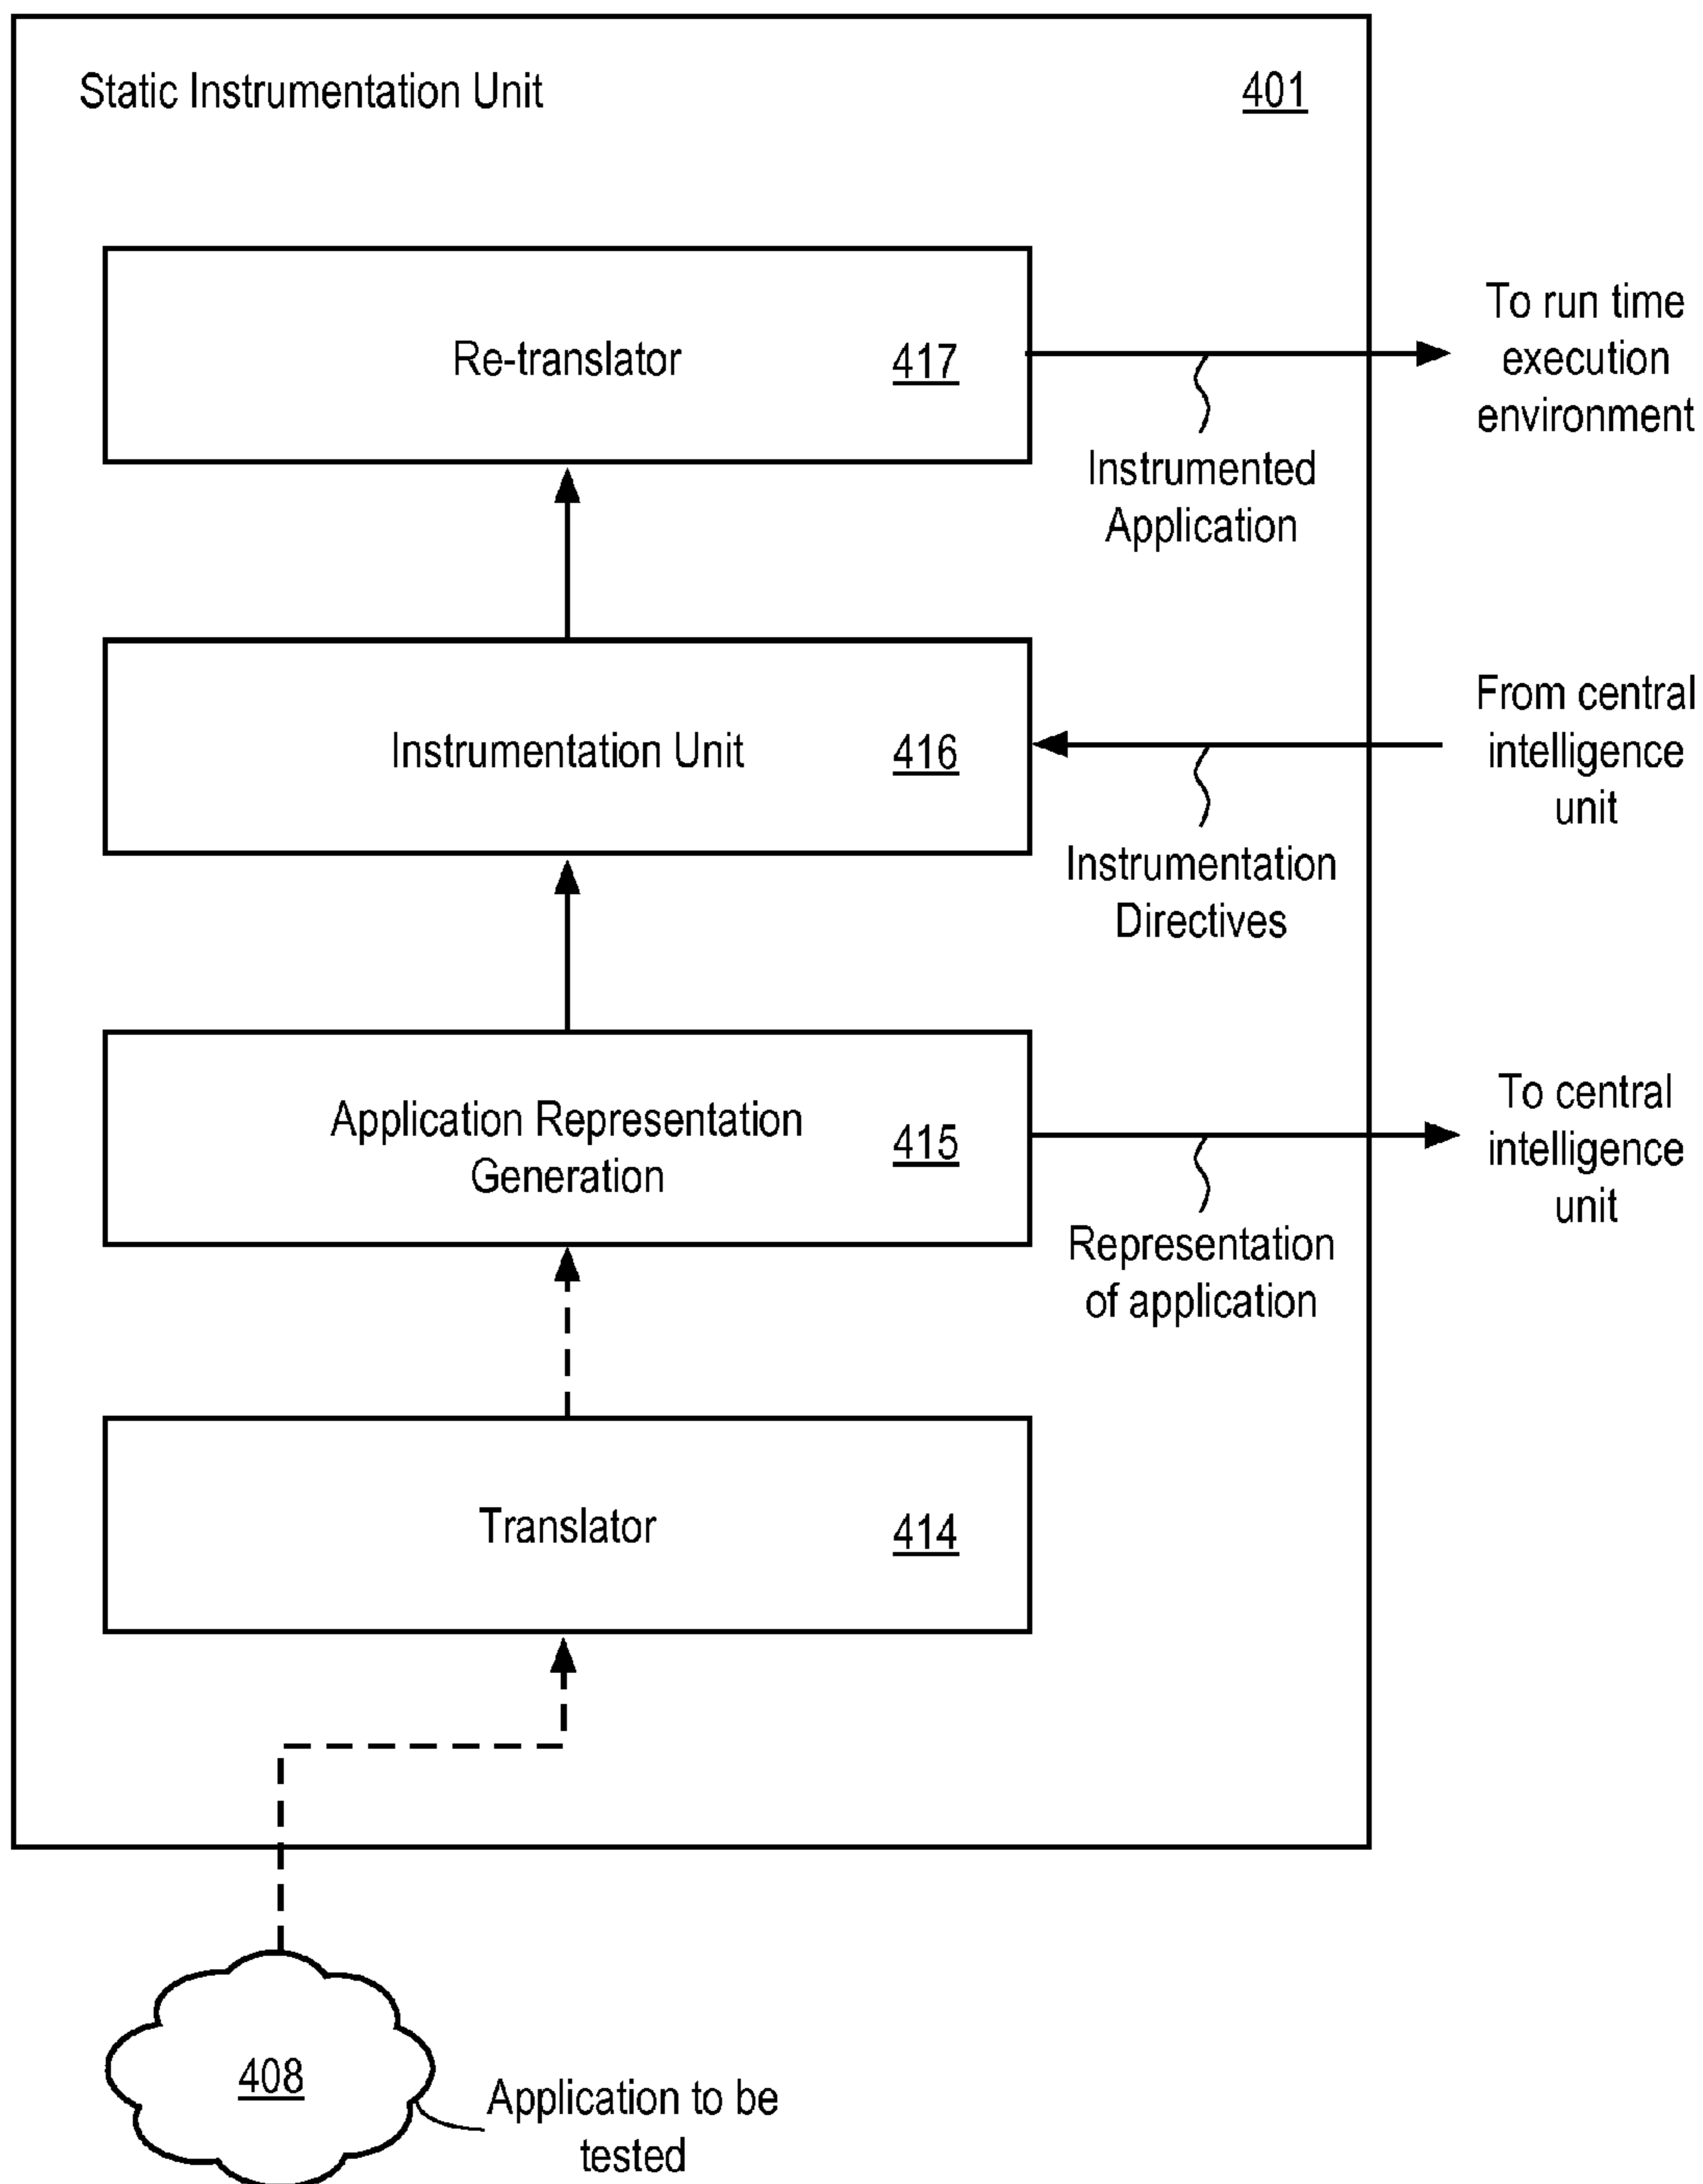 Static Instrumentation Unit 401
Re-translator 417
To run time
execution
environment
Instrumented
Application
Instrumentation Unit 416
From central
intelligence
unit
Instrumentation
Directives
Application Representation
Generation
415
To central
intelligence
unit
Representation
of application
Translator 414
408
Application to be
tested